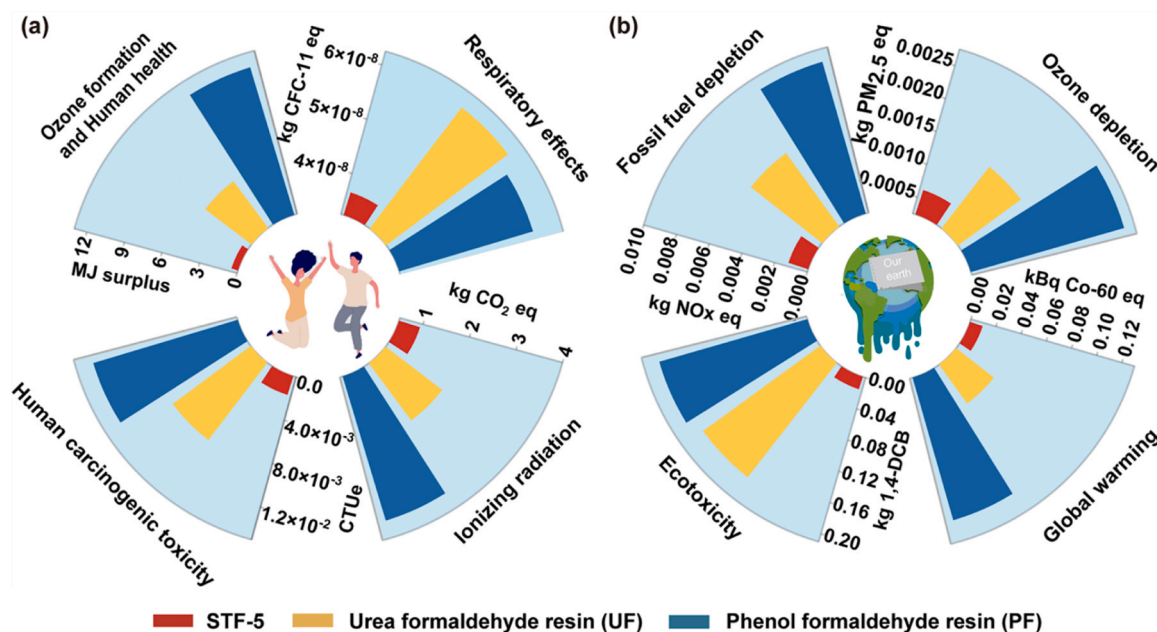 (a)
Ozone formation
and Human health
kg CFC-11 eq
6×10⁻⁸
5×10⁻⁸
4×10⁻⁸
Respiratory effects
12
9
6
3
0
MJ surplus
kg CO₂ eq
1
2
3
4
Human carcinogenic toxicity
0.0
4.0×10⁻³
8.0×10⁻³
1.2×10⁻²
CTUe
Ionizing radiation
(b)
Fossil fuel depletion
kg PM2.5 eq
0.0025
0.0020
0.0015
0.0010
0.0005
Ozone depletion
0.010
0.008
0.006
0.004
0.002
0.000
kg NOx eq
Our
earth
kBq Co-60 eq
0.00
0.02
0.04
0.06
0.08
0.10
0.12
Ecotoxicity
0.00
0.04
0.08
0.12
0.16
0.20
kg 1,4-DCB
Global warming
STF-5
Urea formaldehyde resin (UF)
Phenol formaldehyde resin (PF)